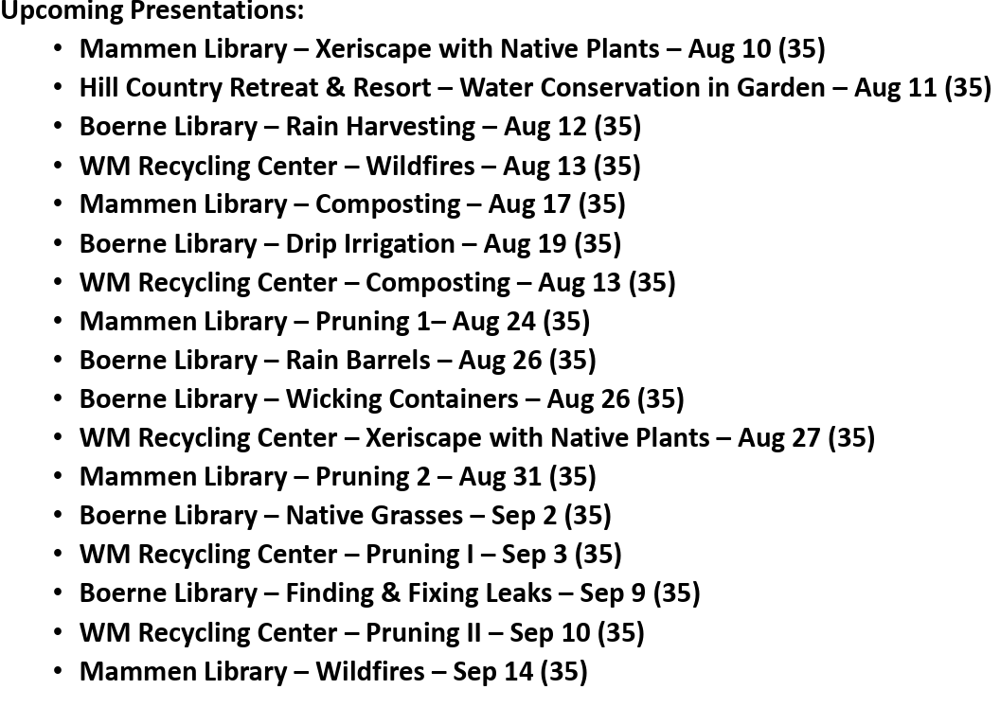 Upcoming Presentations:
• Mammen Library – Xeriscape with Native Plants – Aug 10 (35)
• Hill Country Retreat & Resort – Water Conservation in Garden – Aug 11 (35)
• Boerne Library – Rain Harvesting – Aug 12 (35)
• WM Recycling Center – Wildfires – Aug 13 (35)
• Mammen Library – Composting – Aug 17 (35)
• Boerne Library – Drip Irrigation – Aug 19 (35)
• WM Recycling Center – Composting – Aug 13 (35)
• Mammen Library – Pruning 1– Aug 24 (35)
• Boerne Library – Rain Barrels – Aug 26 (35)
• Boerne Library – Wicking Containers – Aug 26 (35)
• WM Recycling Center – Xeriscape with Native Plants – Aug 27 (35)
• Mammen Library – Pruning 2 – Aug 31 (35)
• Boerne Library – Native Grasses – Sep 2 (35)
• WM Recycling Center – Pruning I – Sep 3 (35)
• Boerne Library – Finding & Fixing Leaks – Sep 9 (35)
• WM Recycling Center – Pruning II – Sep 10 (35)
• Mammen Library – Wildfires – Sep 14 (35)